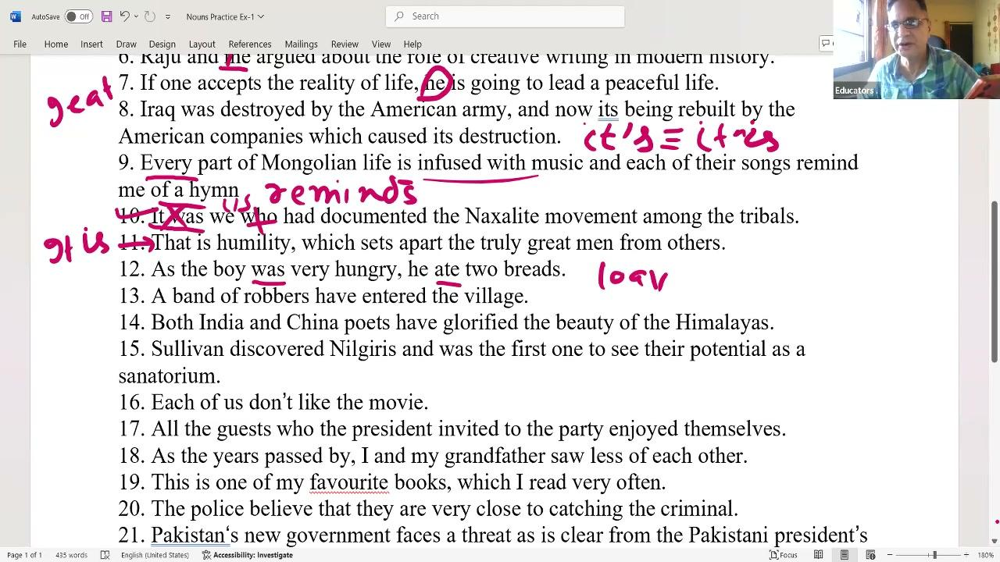 AutoSave Off Nouns Practice Ex-1 Search
File Home Insert Draw Design Layout References Mailings Review View Help
6. Raju and me argued about the role of creative writing in modern history.
7. If one accepts the reality of life, he is going to lead a peaceful life.
8. Iraq was destroyed by the American army, and now its being rebuilt by the
American companies which caused its destruction. it's ≡ it is
9. Every part of Mongolian life is infused with music and each of their songs remind
me of a hymn reminds
10. It was we who had documented the Naxalite movement among the tribals.
It is 11. That is humility, which sets apart the truly great men from others.
12. As the boy was very hungry, he ate two breads. loav
13. A band of robbers have entered the village.
14. Both India and China poets have glorified the beauty of the Himalayas.
15. Sullivan discovered Nilgiris and was the first one to see their potential as a
sanatorium.
16. Each of us don't like the movie.
17. All the guests who the president invited to the party enjoyed themselves.
18. As the years passed by, I and my grandfather saw less of each other.
19. This is one of my favourite books, which I read very often.
20. The police believe that they are very close to catching the criminal.
21. Pakistan‘s new government faces a threat as is clear from the Pakistani president’s
Educators .
Page 1 of 1 435 words English (United States) Accessibility: Investigate Focus 180%